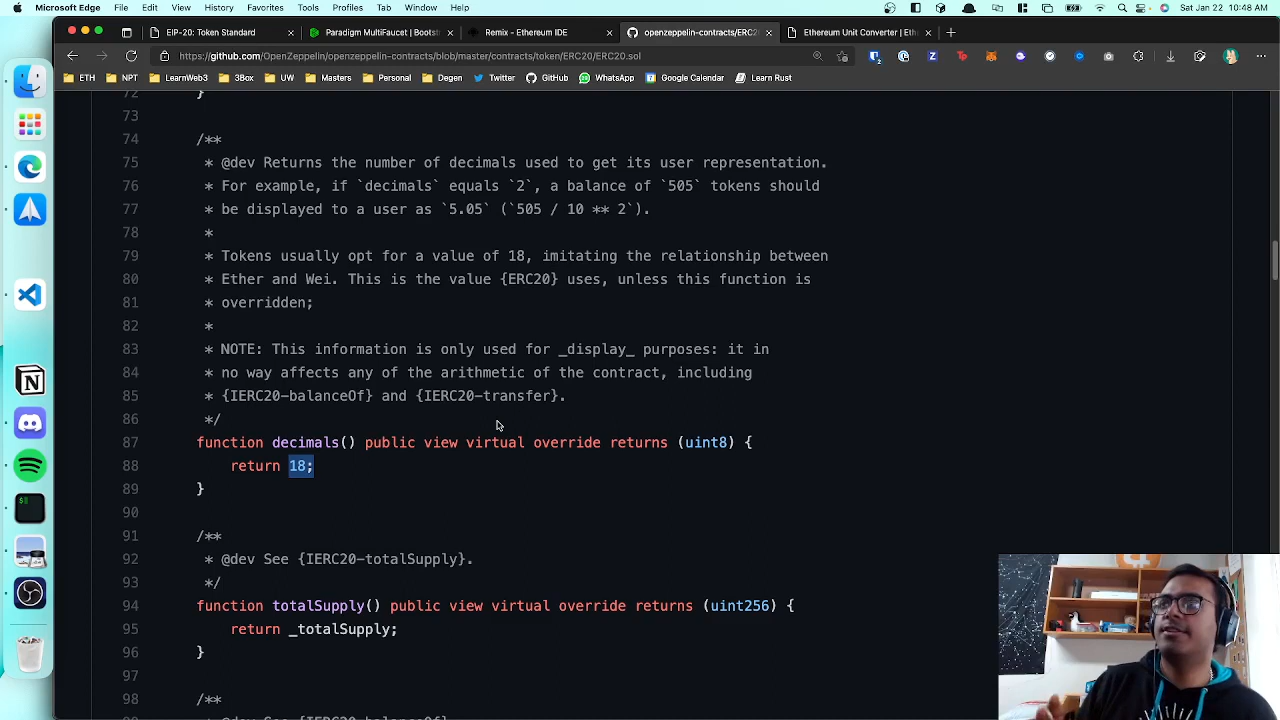 Microsoft Edge File Edit View History Favorites Tools Profiles Tab Window Help Sat Jan 22 10:48 AM
EIP-20: Token Standard
Paradigm MultiFaucet | Bootst
Remix - Ethereum IDE
openzeppelin-contracts/ERC20
Ethereum Unit Converter | Eth
https://github.com/OpenZeppelin/openzeppelin-contracts/blob/master/contracts/token/ERC20/ERC20.sol
ETH NPT LearnWeb3 3Box UW Masters Personal Degen Twitter GitHub WhatsApp Google Calendar Learn Rust
72 }
73
74 /**
75 * @dev Returns the number of decimals used to get its user representation.
76 * For example, if `decimals` equals `2`, a balance of `505` tokens should
77 * be displayed to a user as `5.05` (`505 / 10 ** 2`).
78 *
79 * Tokens usually opt for a value of 18, imitating the relationship between
80 * Ether and Wei. This is the value {ERC20} uses, unless this function is
81 * overridden;
82 *
83 * NOTE: This information is only used for _display_ purposes: it in
84 * no way affects any of the arithmetic of the contract, including
85 * {IERC20-balanceOf} and {IERC20-transfer}.
86 */
87 function decimals() public view virtual override returns (uint8) {
88 return 18;
89 }
90
91 /**
92 * @dev See {IERC20-totalSupply}.
93 */
94 function totalSupply() public view virtual override returns (uint256) {
95 return _totalSupply;
96 }
97
98 /**